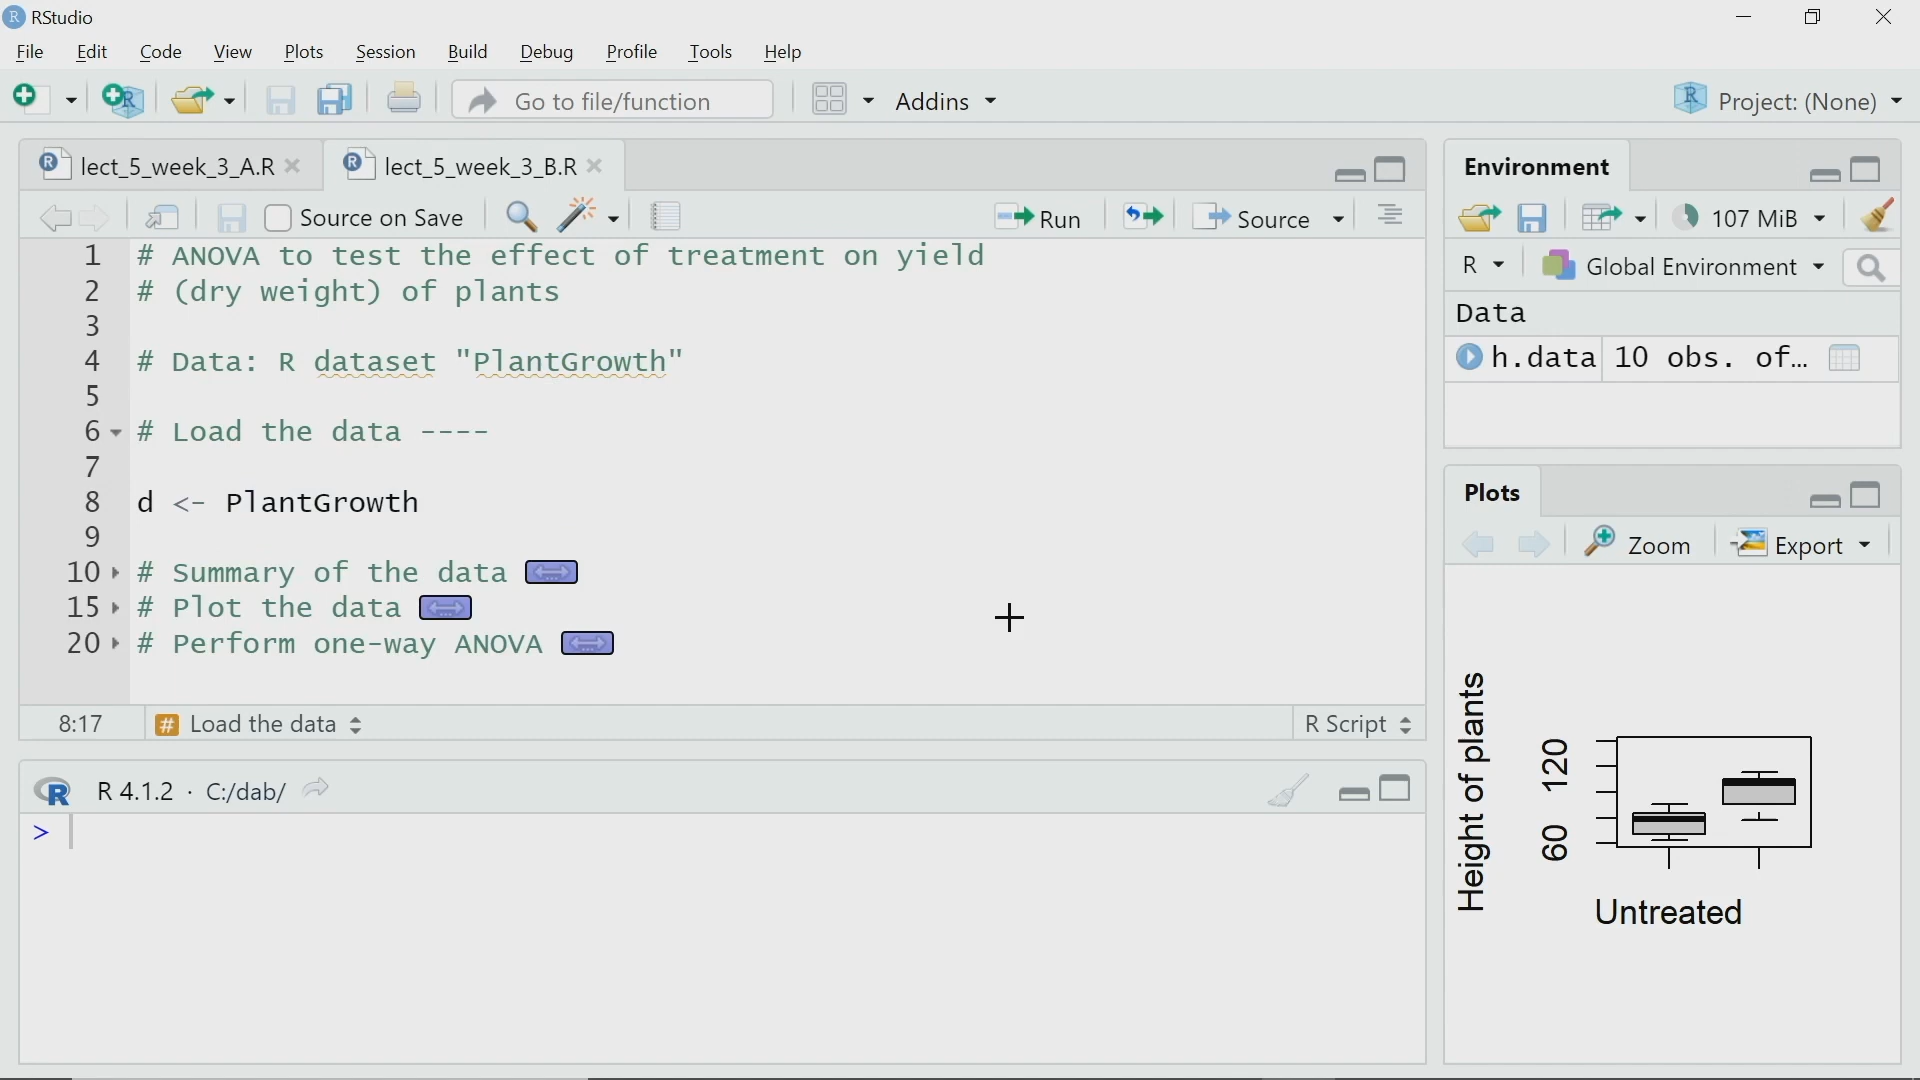 RStudio
File Edit Code View Plots Session Build Debug Profile Tools Help
Go to file/function Addins Project: (None)
lect_5_week_3_A.R lect_5_week_3_B.R
Source on Save Run Source
1 # ANOVA to test the effect of treatment on yield
2 # (dry weight) of plants
3
4 # Data: R dataset "PlantGrowth"
5
6 # Load the data ----
7
8 d <- PlantGrowth
9
10 # Summary of the data
15 # Plot the data
20 # Perform one-way ANOVA
8:17 # Load the data R Script
R 4.1.2 · C:/dab/
>
Environment
107 MiB
R Global Environment
Data
h.data 10 obs. of…
Plots
Zoom Export
Height of plants
60 120
Untreated